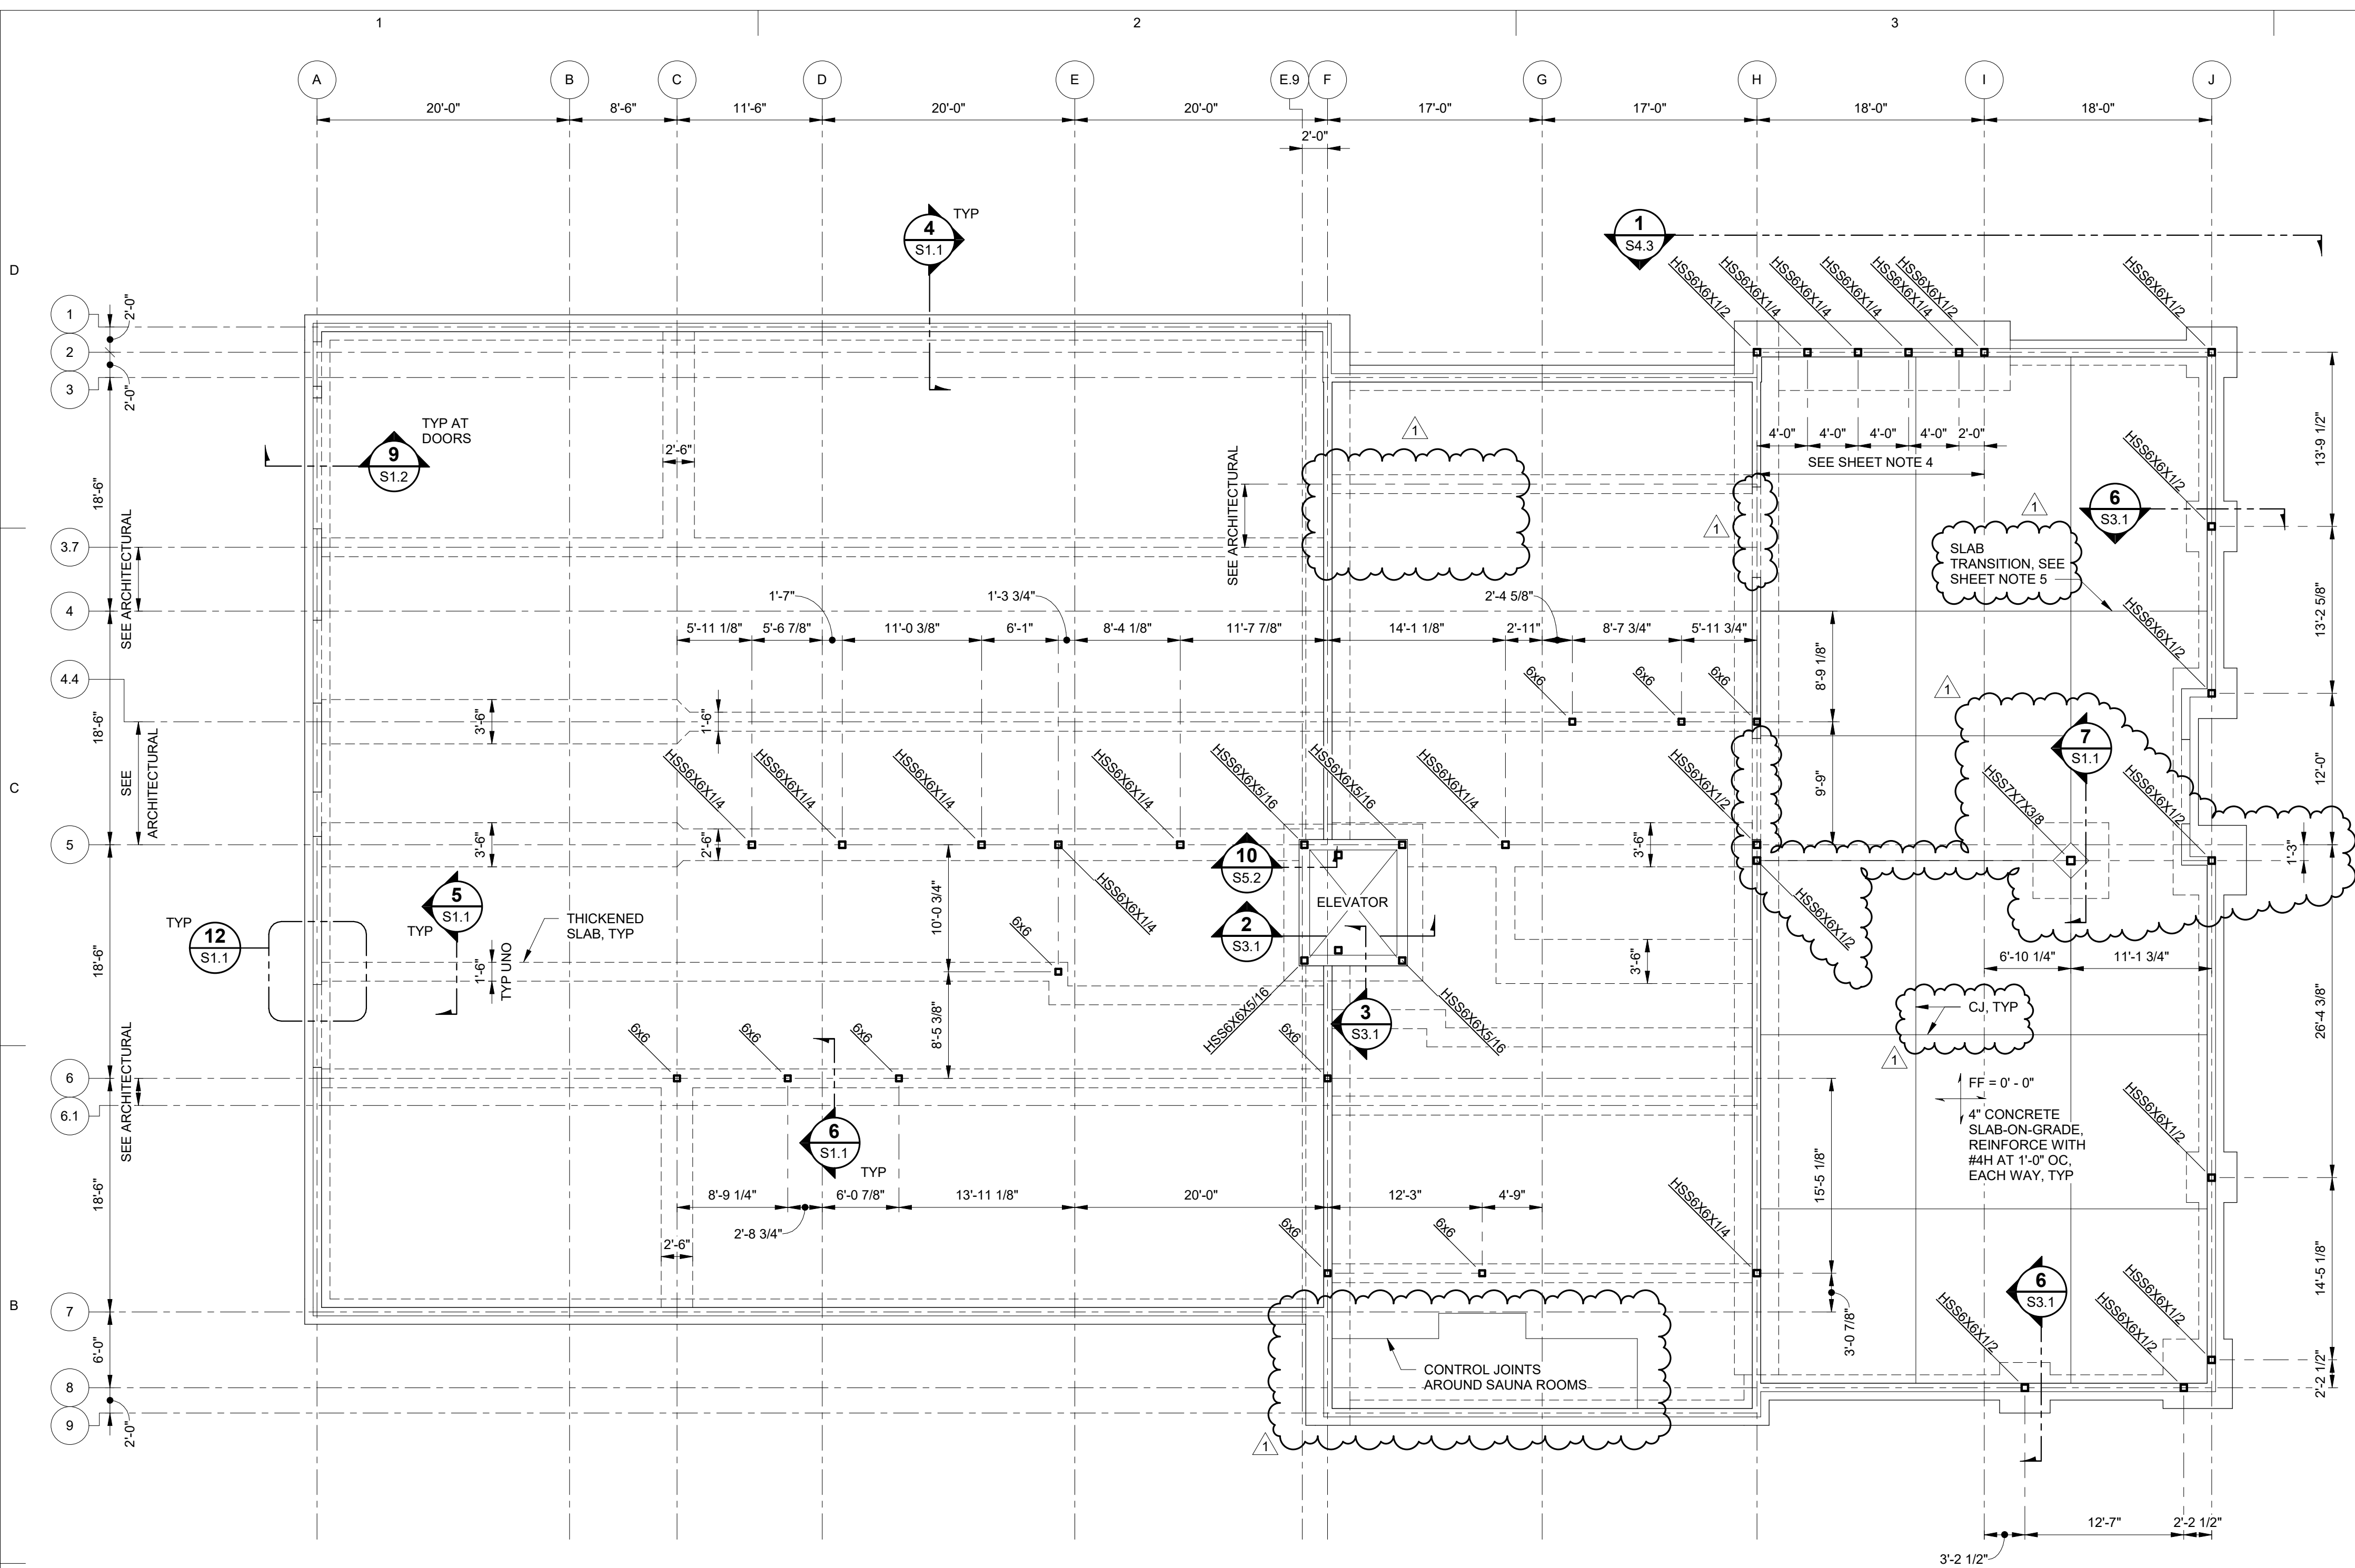 1
2
3
A
B
C
D
E
E.9
F
G
H
I
J
20'-0"
8'-6"
11'-6"
20'-0"
20'-0"
17'-0"
17'-0"
18'-0"
18'-0"
2'-0"
D
C
B
1
2
3
3.7
4
4.4
5
6
6.1
7
8
9
2'-0"
2'-0"
18'-6"
SEE ARCHITECTURAL
18'-6"
SEE
ARCHITECTURAL
18'-6"
SEE ARCHITECTURAL
18'-6"
6'-0"
2'-0"
4
S1.1
TYP
1
S4.3
HSS6X6X1/2
HSS6X6X1/4
HSS6X6X1/4
HSS6X6X1/4
HSS6X6X1/4
HSS6X6X1/2
HSS6X6X1/2
9
S1.2
TYP AT
DOORS
2'-6"
SEE ARCHITECTURAL
1
1
4'-0"
4'-0"
4'-0"
4'-0"
2'-0"
SEE SHEET NOTE 4
HSS6X6X1/2
13'-9 1/2"
1
6
S3.1
SLAB
TRANSITION, SEE
SHEET NOTE 5
HSS6X6X1/2
13'-2 5/8"
1'-7"
1'-3 3/4"
2'-4 5/8"
5'-11 1/8"
5'-6 7/8"
11'-0 3/8"
6'-1"
8'-4 1/8"
11'-7 7/8"
14'-1 1/8"
2'-11"
8'-7 3/4"
5'-11 3/4"
8'-9 1/8"
6x6
6x6
6x6
3'-6"
1'-6"
1
7
S1.1
9'-9"
12'-0"
HSS6X6X1/4
HSS6X6X1/4
HSS6X6X1/4
HSS6X6X1/4
HSS6X6X5/16
HSS6X6X5/16
HSS6X6X1/4
HSS6X6X1/2
HSS7X7X3/8
HSS6X6X1/2
3'-6"
2'-6"
3'-6"
1'-3"
10
S5.2
ELEVATOR
2
S3.1
HSS6X6X1/4
HSS6X6X1/2
5
S1.1
TYP
THICKENED
SLAB, TYP
TYP
12
S1.1
1'-6"
TYP UNO
10'-0 3/4"
6x6
8'-5 3/8"
3'-6"
6'-10 1/4"
11'-1 3/4"
HSS6X6X5/16
HSS6X6X5/16
3
S3.1
CJ, TYP
1
26'-4 3/8"
6x6
6x6
6x6
6x6
FF = 0' - 0"
4" CONCRETE
SLAB-ON-GRADE,
REINFORCE WITH
#4H AT 1'-0" OC,
EACH WAY, TYP
HSS6X6X1/2
6
S1.1
TYP
15'-5 1/8"
8'-9 1/4"
2'-8 3/4"
6'-0 7/8"
13'-11 1/8"
20'-0"
12'-3"
4'-9"
HSS6X6X1/4
2'-6"
6x6
6x6
14'-5 1/8"
3'-0 7/8"
6
S3.1
HSS6X6X1/2
HSS6X6X1/2
HSS6X6X1/2
2'-2 1/2"
CONTROL JOINTS
AROUND SAUNA ROOMS
1
12'-7"
2'-2 1/2"
3'-2 1/2"